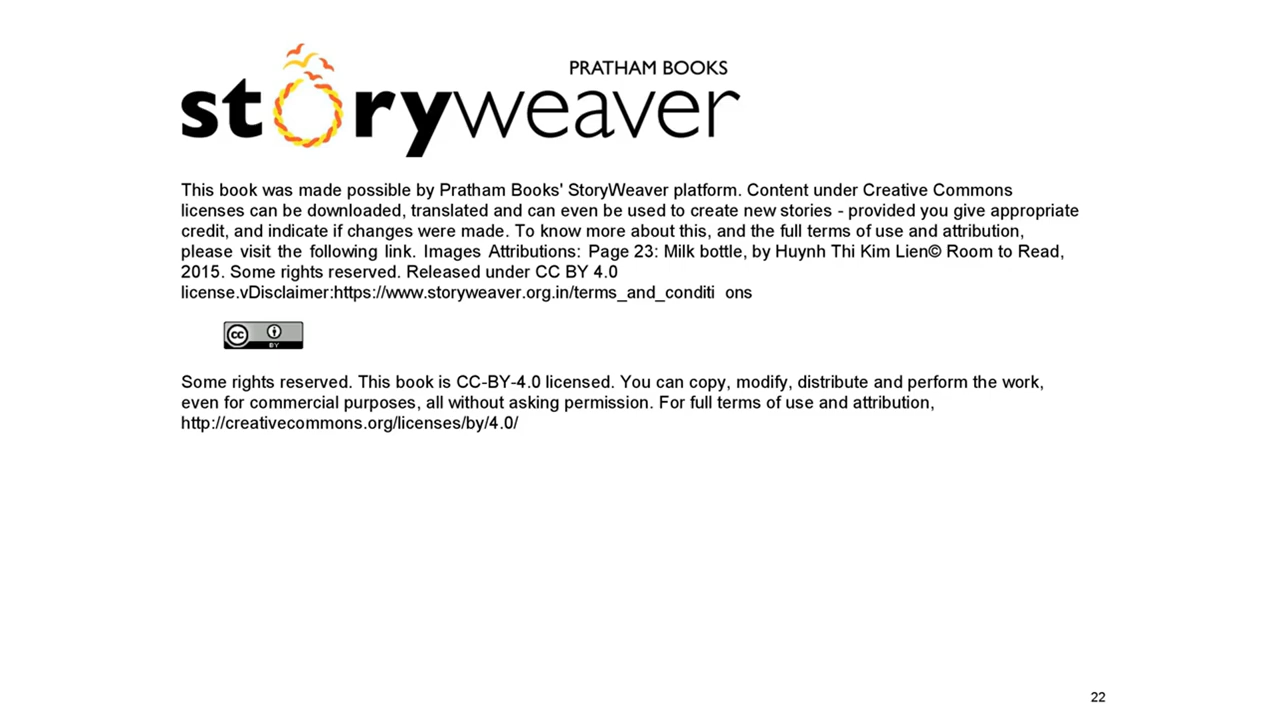 PRATHAM BOOKS
storyweaver
This book was made possible by Pratham Books' StoryWeaver platform. Content under Creative Commons
licenses can be downloaded, translated and can even be used to create new stories - provided you give appropriate
credit, and indicate if changes were made. To know more about this, and the full terms of use and attribution,
please visit the following link. Images Attributions: Page 23: Milk bottle, by Huynh Thi Kim Lien© Room to Read,
2015. Some rights reserved. Released under CC BY 4.0
license.vDisclaimer:https://www.storyweaver.org.in/terms_and_conditi ons
cc BY
Some rights reserved. This book is CC-BY-4.0 licensed. You can copy, modify, distribute and perform the work,
even for commercial purposes, all without asking permission. For full terms of use and attribution,
http://creativecommons.org/licenses/by/4.0/
22